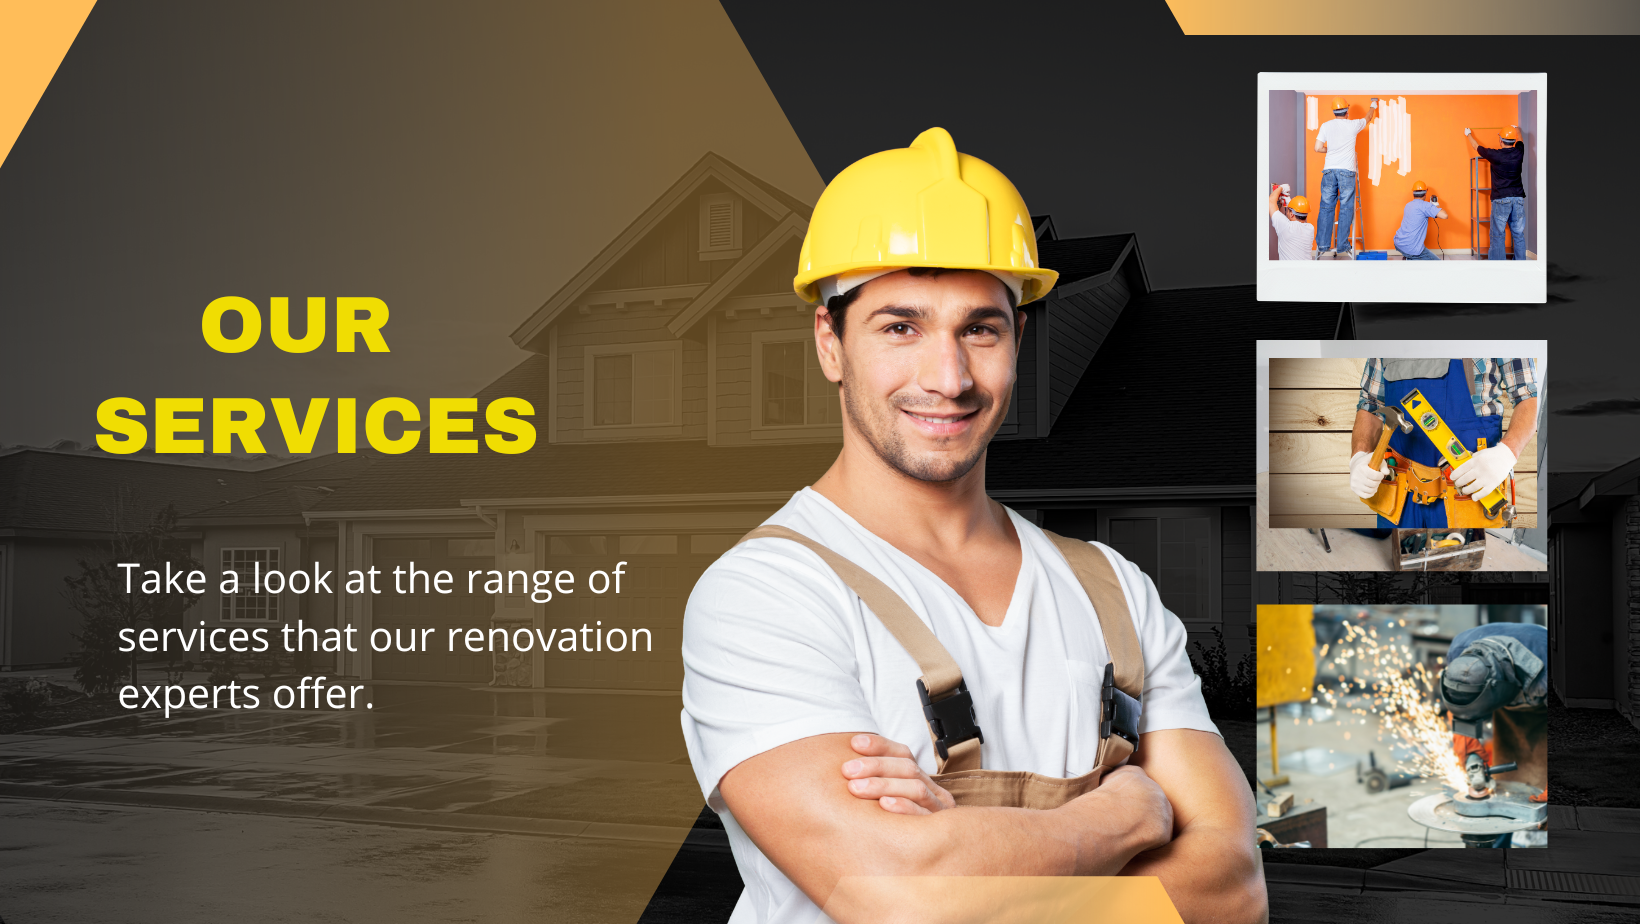 OUR
SERVICES
Take a look at the range of
services that our renovation
experts offer.